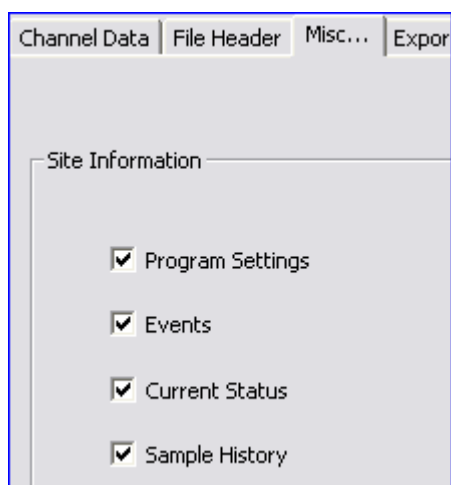 Channel Data File Header Misc... Expor
Site Information
Program Settings
Events
Current Status
Sample History